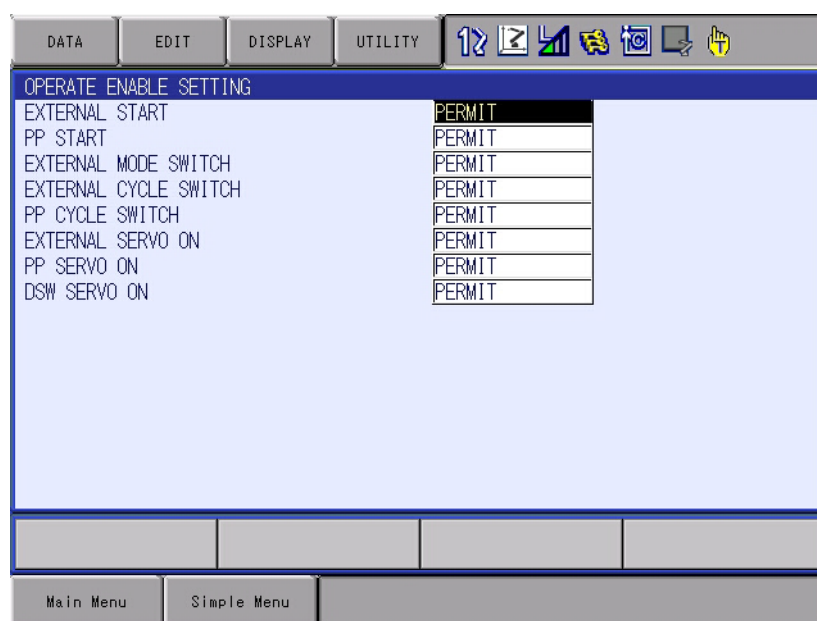 DATA EDIT DISPLAY UTILITY
OPERATE ENABLE SETTING
EXTERNAL START PERMIT
PP START PERMIT
EXTERNAL MODE SWITCH PERMIT
EXTERNAL CYCLE SWITCH PERMIT
PP CYCLE SWITCH PERMIT
EXTERNAL SERVO ON PERMIT
PP SERVO ON PERMIT
DSW SERVO ON PERMIT
Main Menu Simple Menu